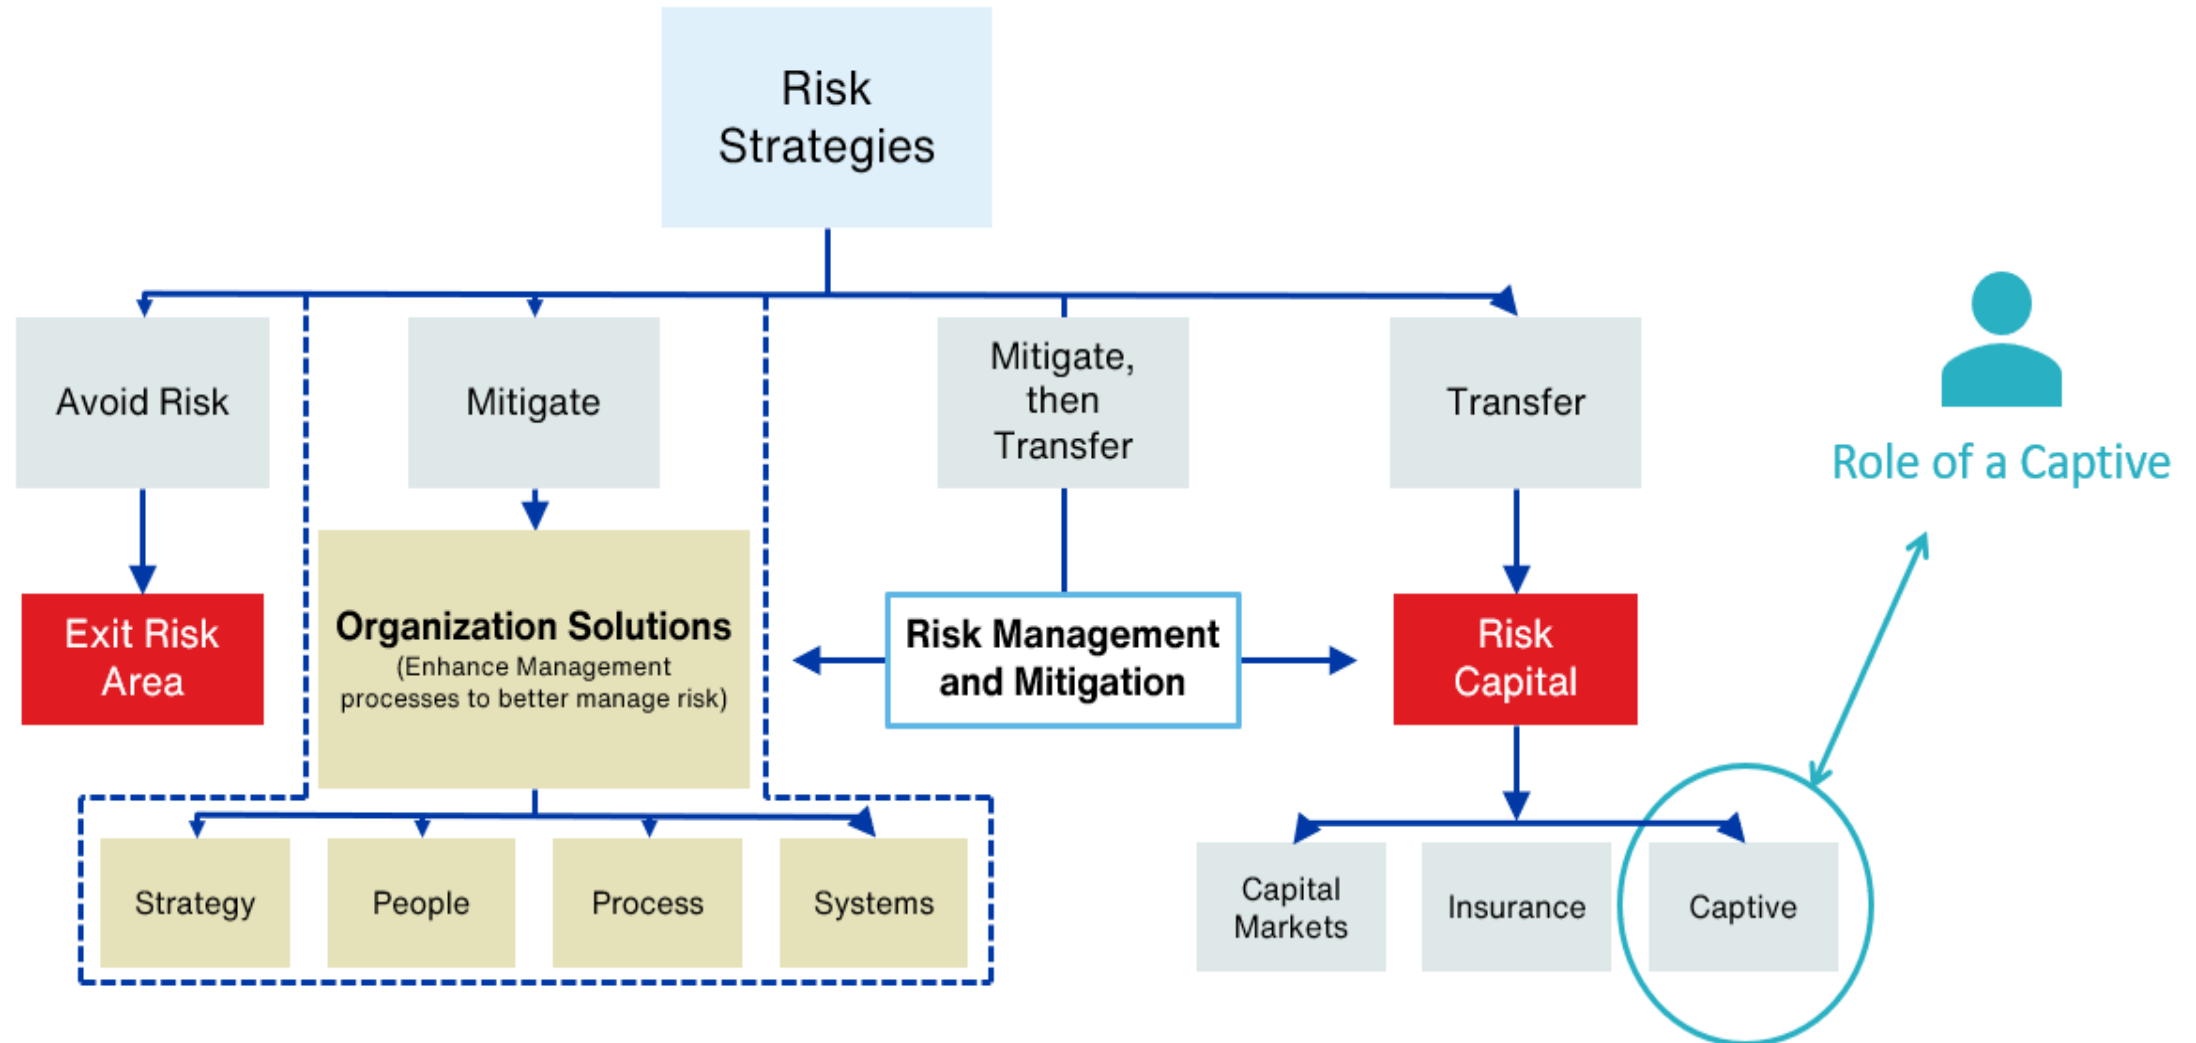 Risk
Strategies
Avoid Risk
Mitigate
Mitigate,
then
Transfer
Transfer
Role of a Captive
Exit Risk
Area
Organization Solutions
(Enhance Management
processes to better manage risk)
Risk Management
and Mitigation
Risk
Capital
Strategy
People
Process
Systems
Capital
Markets
Insurance
Captive